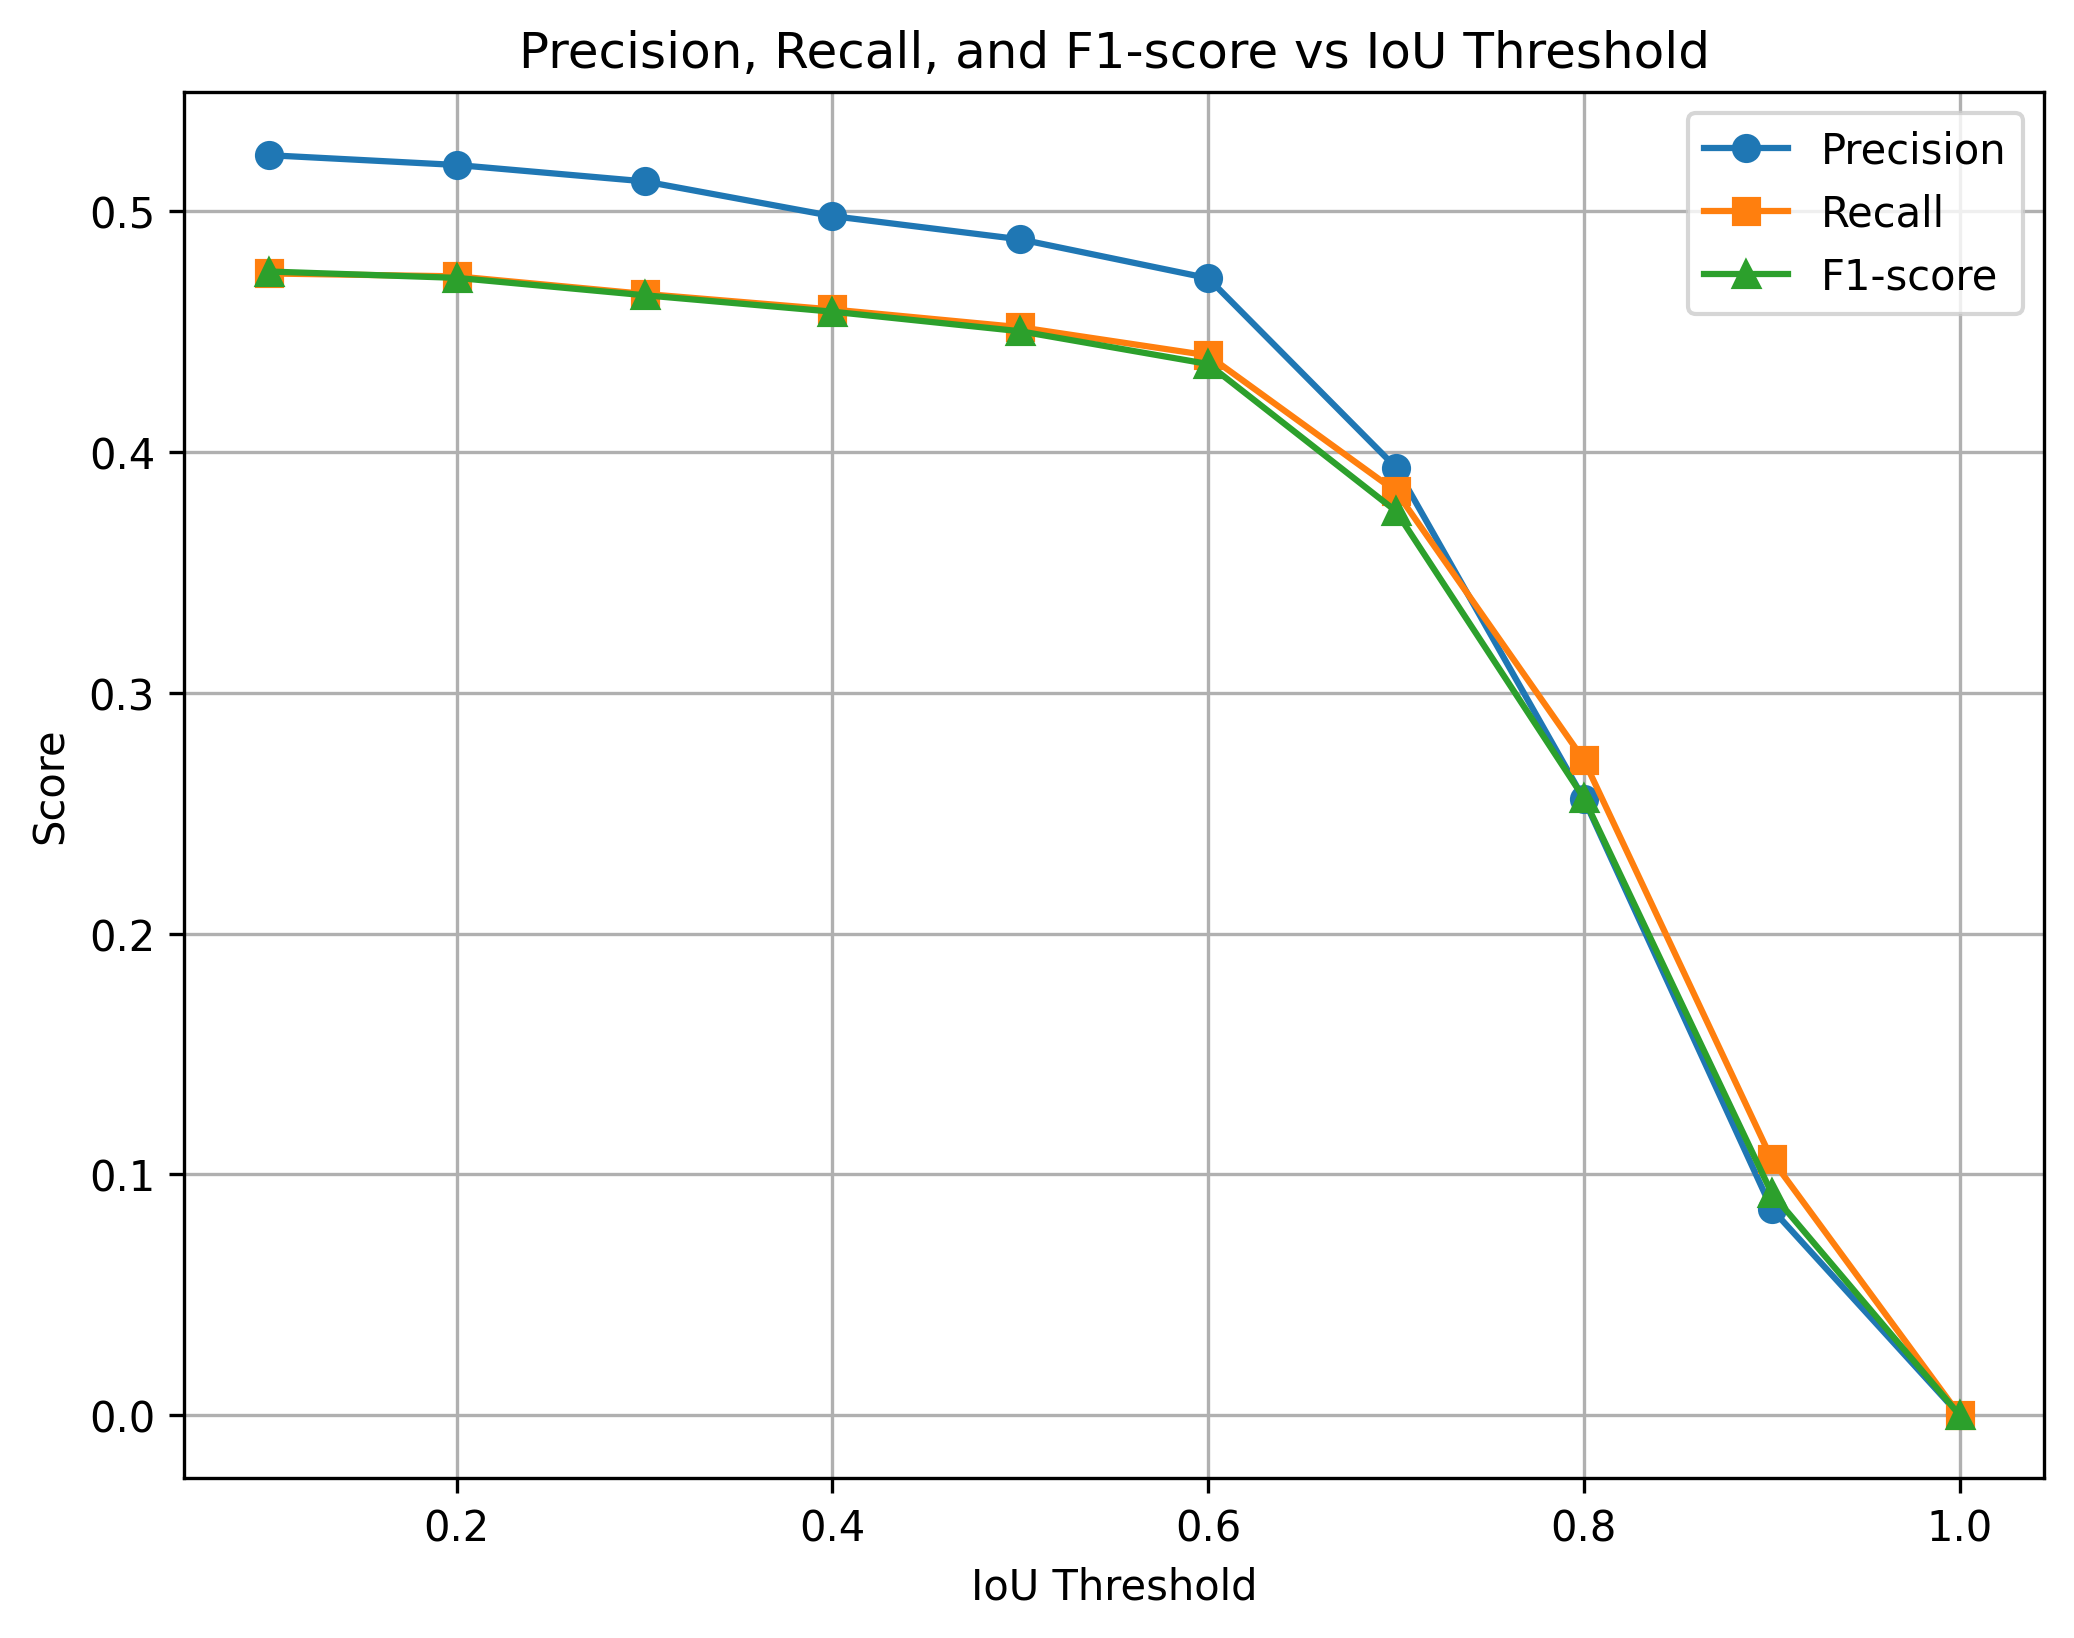 Precision, Recall, and F1-score vs IoU Threshold
Precision
Recall
F1-score
Score
0.5
0.4
0.3
0.2
0.1
0.0
0.2 0.4 0.6 0.8 1.0
IoU Threshold